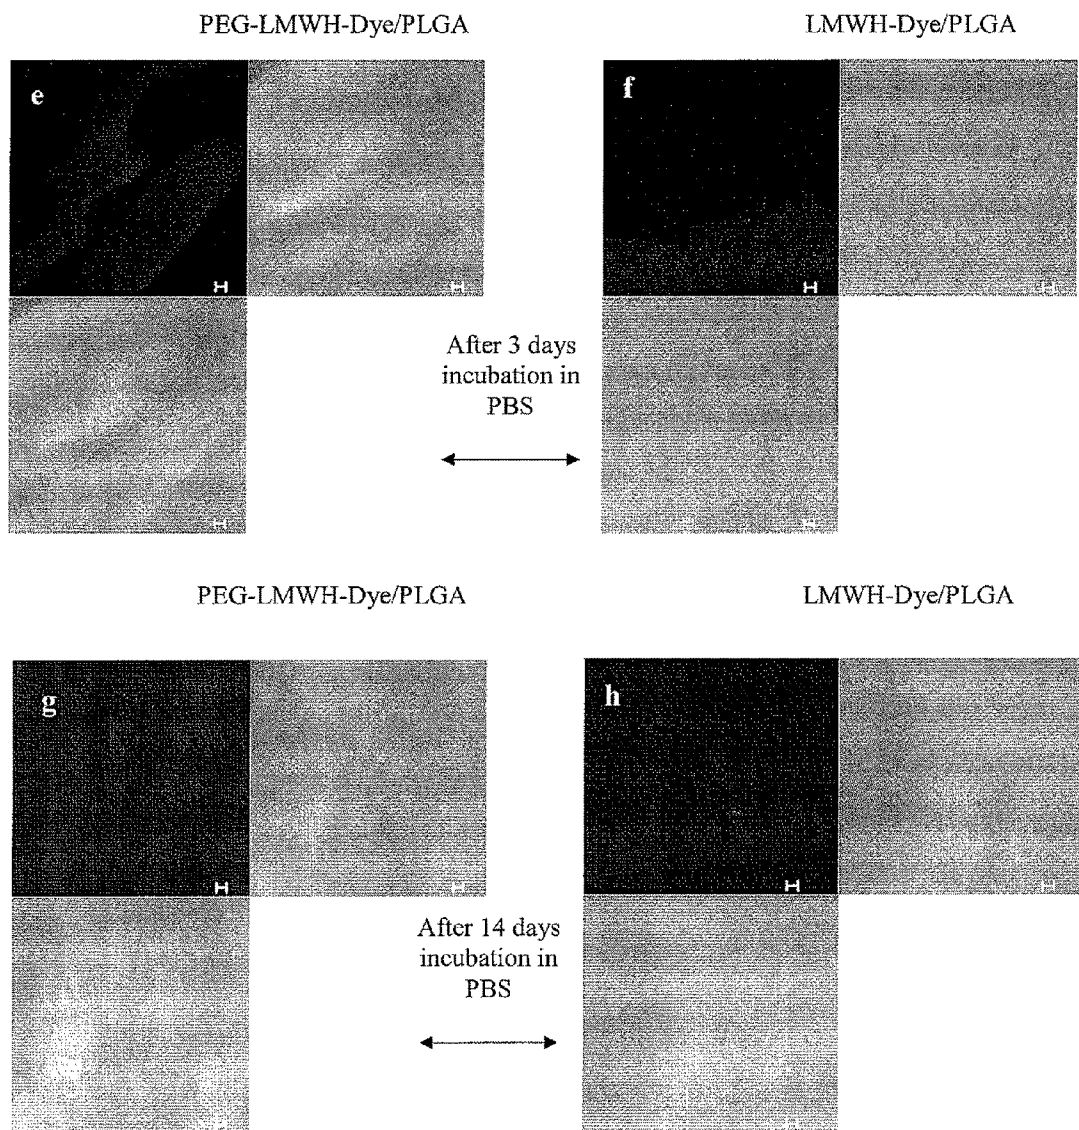 PEG-LMWH-Dye/PLGA
LMWH-Dye/PLGA
e
f
After 3 days
incubation in
PBS
PEG-LMWH-Dye/PLGA
LMWH-Dye/PLGA
g
h
After 14 days
incubation in
PBS